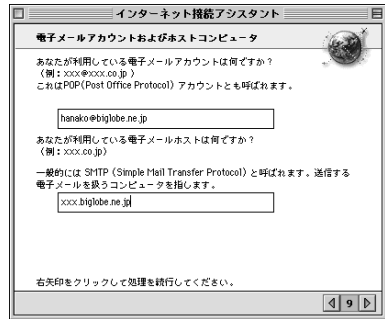 インターネット接続アシスタント
電子メールアカウントおよびホストコンピュータ
あなたが利用している電子メールアカウントは何ですか？
（例：xxx@xxx.co.jp ）
これはPOP(Post Office Protocol) アカウントとも呼ばれます。
hanako@biglobe.ne.jp
あなたが利用している電子メールホストは何ですか？
（例：xxx.co.jp)
一般的には SMTP (Simple Mail Transfer Protocol) と呼ばれます。送信する
電子メールを扱うコンピュータを指します。
xxx.biglobe.ne.jp
右矢印をクリックして処理を続行してください。
9